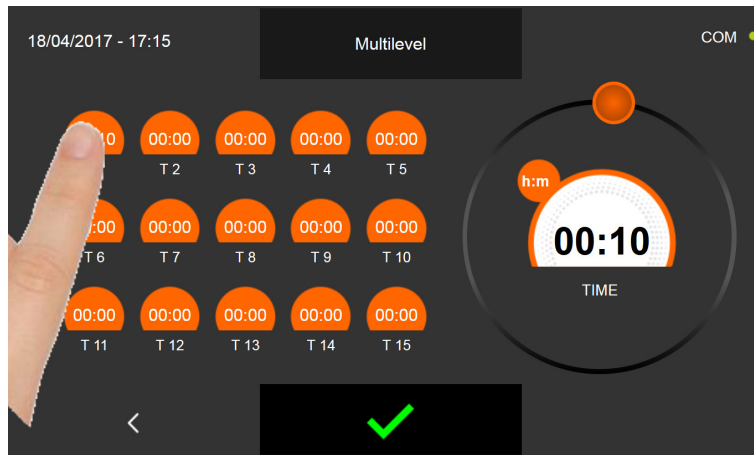 18/04/2017 - 17:15
Multilevel
COM
10 00:00 00:00 00:00 00:00
T 2 T 3 T 4 T 5
:00 00:00 00:00 00:00 00:00
T 6 T 7 T 8 T 9 T 10
00:00 00:00 00:00 00:00 00:00
T 11 T 12 T 13 T 14 T 15
h:m
00:10
TIME